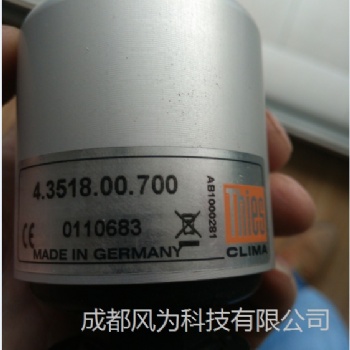 4.3518.00.700
AB1000281
CE 0110683
Thies
MADE IN GERMANY
CLIMA
成都风为科技有限公司